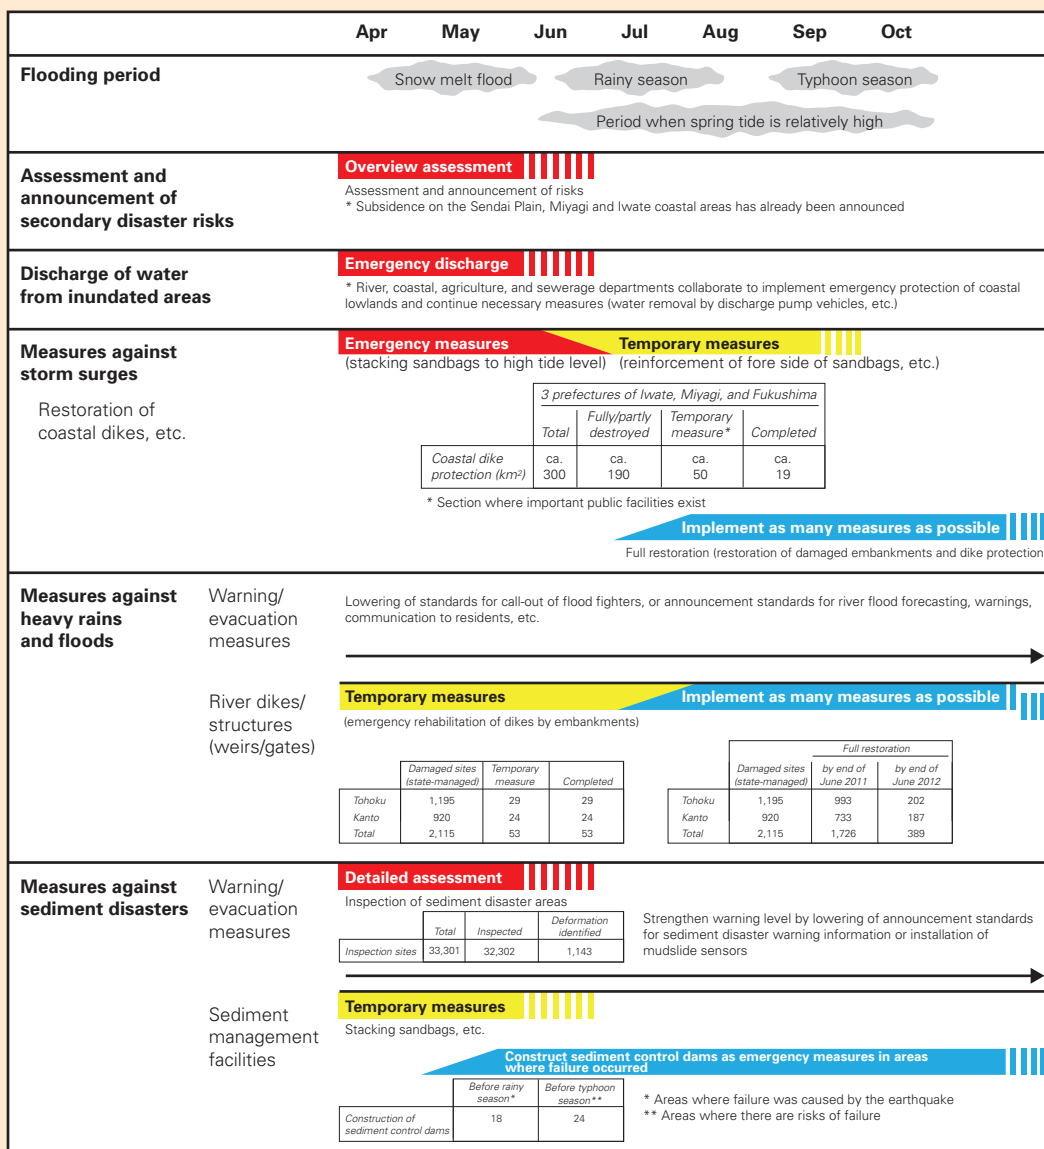 Apr May Jun Jul Aug Sep Oct
Flooding period
Snow melt flood Rainy season Typhoon season
Period when spring tide is relatively high
Assessment and
announcement of
secondary disaster risks
Overview assessment
Assessment and announcement of risks
* Subsidence on the Sendai Plain, Miyagi and Iwate coastal areas has already been announced
Discharge of water
from inundated areas
Emergency discharge
* River, coastal, agriculture, and sewerage departments collaborate to implement emergency protection of coastal
lowlands and continue necessary measures (water removal by discharge pump vehicles, etc.)
Measures against
storm surges
Restoration of
coastal dikes, etc.
Emergency measures Temporary measures
(stacking sandbags to high tide level) (reinforcement of fore side of sandbags, etc.)
3 prefectures of Iwate, Miyagi, and Fukushima
Total Fully/partly destroyed Temporary measure* Completed
Coastal dike protection (km²) ca. 300 ca. 190 ca. 50 ca. 19
* Section where important public facilities exist
Implement as many measures as possible
Full restoration (restoration of damaged embankments and dike protection
Measures against
heavy rains
and floods
Warning/
evacuation
measures
Lowering of standards for call-out of flood fighters, or announcement standards for river flood forecasting, warnings,
communication to residents, etc.
River dikes/
structures
(weirs/gates)
Temporary measures Implement as many measures as possible
(emergency rehabilitation of dikes by embankments)
Damaged sites (state-managed) Temporary measure Completed
Tohoku 1,195 29 29
Kanto 920 24 24
Total 2,115 53 53
Full restoration
Damaged sites (state-managed) by end of June 2011 by end of June 2012
Tohoku 1,195 993 202
Kanto 920 733 187
Total 2,115 1,726 389
Measures against
sediment disasters
Warning/
evacuation
measures
Detailed assessment
Inspection of sediment disaster areas
Total Inspected Deformation identified
Inspection sites 33,301 32,302 1,143
Strengthen warning level by lowering of announcement standards
for sediment disaster warning information or installation of
mudslide sensors
Sediment
management
facilities
Temporary measures
Stacking sandbags, etc.
Construct sediment control dams as emergency measures in areas
where failure occurred
Before rainy season* Before typhoon season**
Construction of sediment control dams 18 24
* Areas where failure was caused by the earthquake
** Areas where there are risks of failure